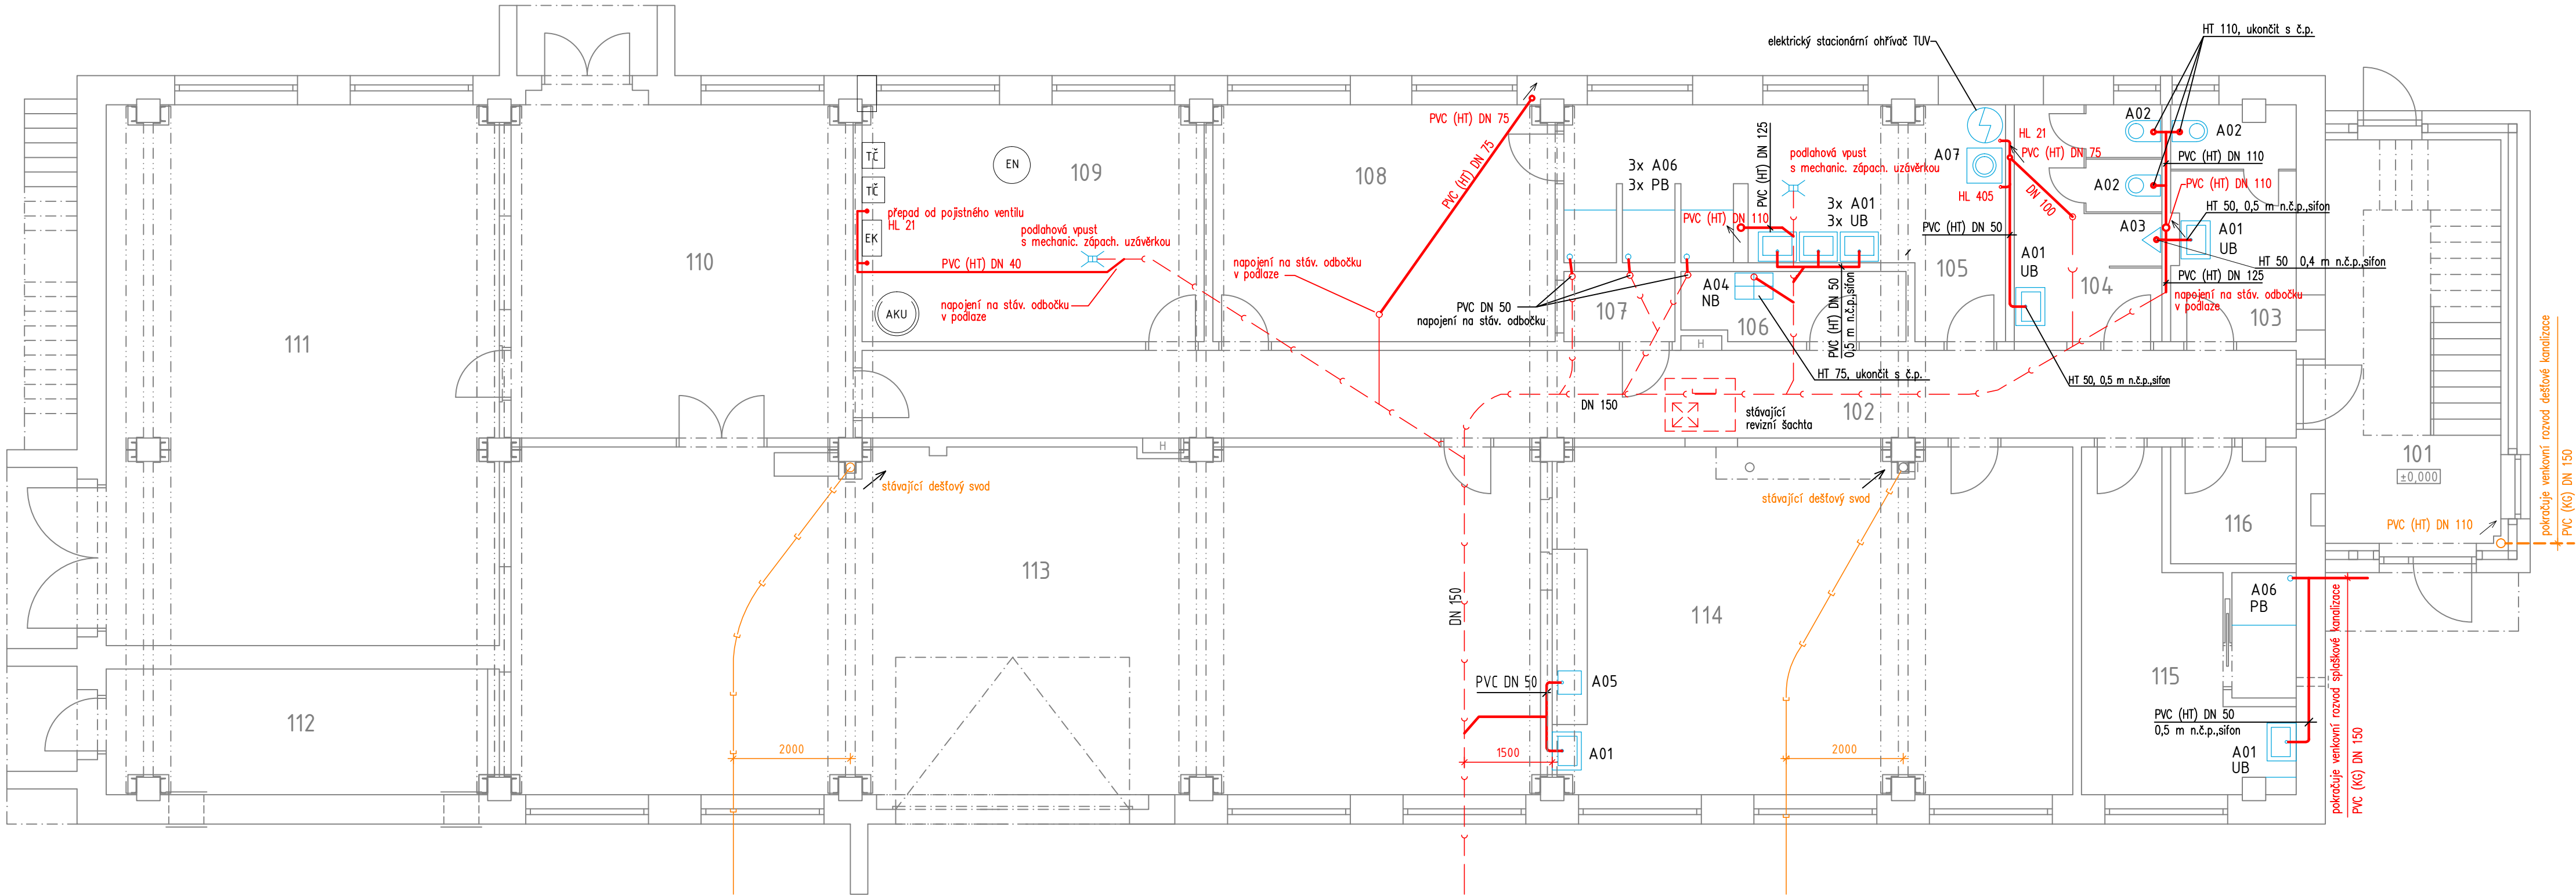 HT 110, ukončit s č.p.
elektrický stacionární ohřívač TUV
A02
A02
A02
HL 21
PVC (HT) DN 75
A07
HL 405
DN 100
PVC (HT) DN 110
PVC (HT) DN 110
HT 50, 0,5 m n.č.p.,sifon
A03
A01
UB
HT 50 0,4 m n.č.p.,sifon
PVC (HT) DN 125
napojení na stáv. odbočku
v podlaze
PVC (HT) DN 50
A01
UB
105
104
103
HT 50, 0,5 m n.č.p.,sifon
PVC (HT) DN 75
PVC (HT) DN 75
108
3x A06
3x PB
PVC (HT) DN 125
podlahová vpust
s mechanic. zápach. uzávěrkou
PVC (HT) DN 110
3x A01
3x UB
TČ
TČ
EK
EN
109
přepad od pojistného ventilu
HL 21
podlahová vpust
s mechanic. zápach. uzávěrkou
PVC (HT) DN 40
napojení na stáv. odbočku
v podlaze
AKU
napojení na stáv. odbočku
v podlaze
PVC DN 50
napojení na stáv. odbočku
107
A04
NB
106
PVC (HT) DN 50
0,5 m n.č.p.,sifon
H
HT 75, ukončit s č.p.
110
111
DN 150
stávající
revizní šachta
102
H
stávající dešťový svod
stávající dešťový svod
101
±0,000
PVC (HT) DN 110
pokračuje venkovní rozvod dešťové kanalizace
PVC (KG) DN 150
116
113
114
DN 150
A06
PB
115
PVC (HT) DN 50
0,5 m n.č.p.,sifon
A01
UB
pokračuje venkovní rozvod splaškové kanalizace
PVC (KG) DN 150
PVC DN 50
A05
A01
112
2000
1500
2000